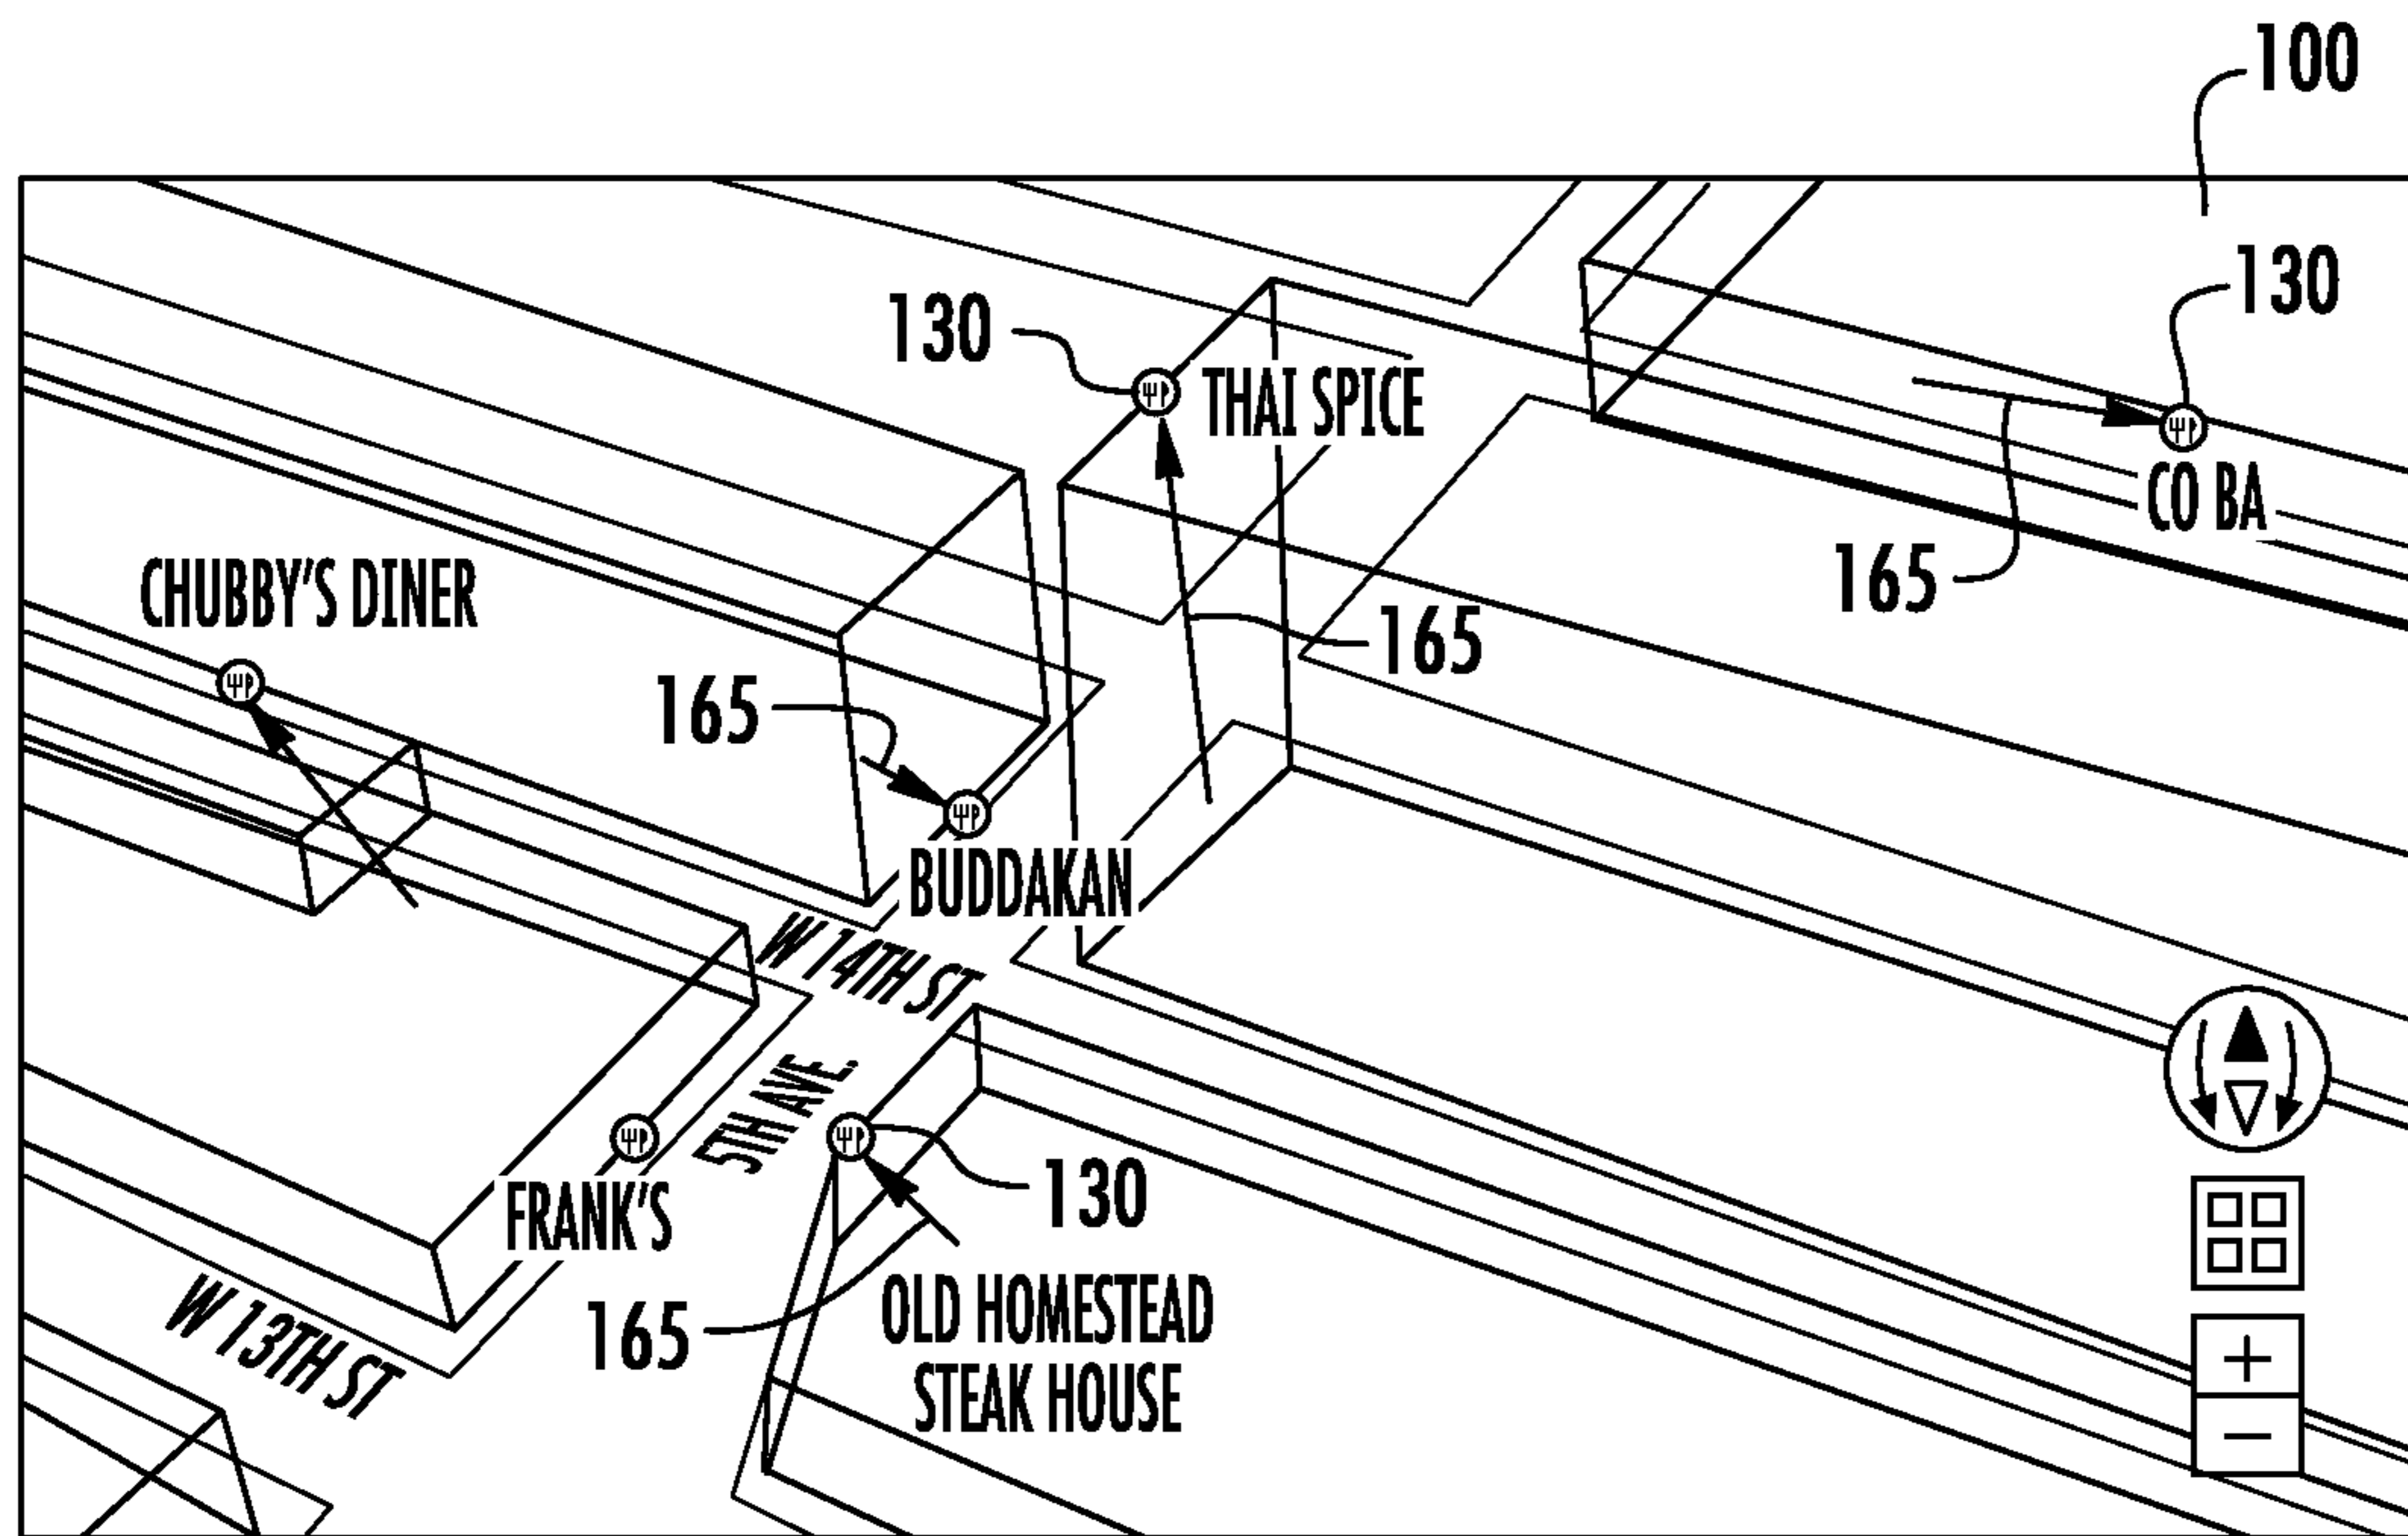 100
130
130
THAI SPICE
CO BA
165
CHUBBY'S DINER
165
165
BUDDAKAN
W 14TH ST
5TH AVE.
130
FRANK'S
OLD HOMESTEAD
STEAK HOUSE
165
W 13TH ST
+
−